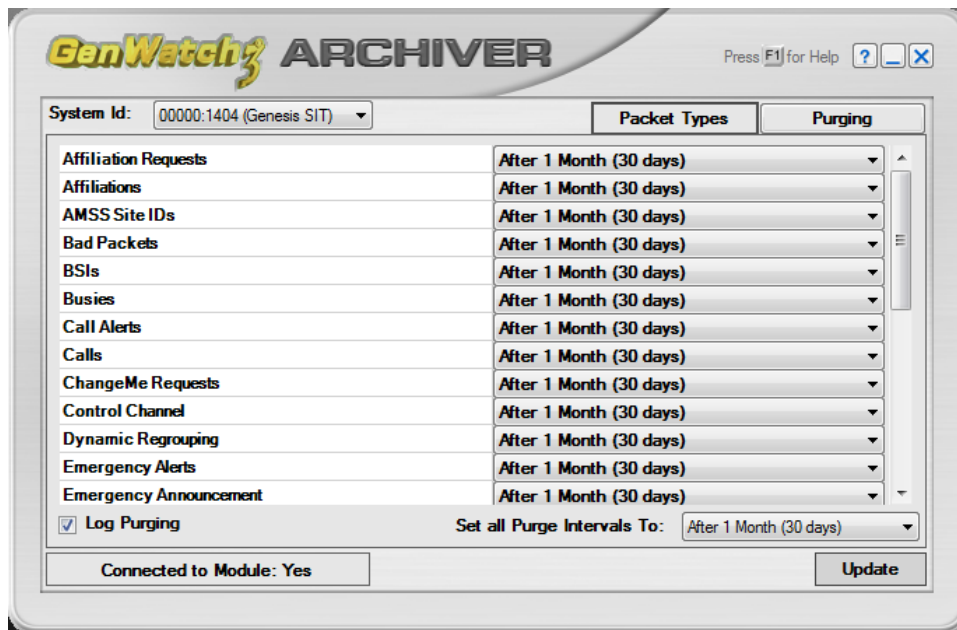 GenWatch3 ARCHIVER
Press F1 for Help ?
System Id: 00000:1404 (Genesis SIT) Packet Types Purging
Affiliation Requests After 1 Month (30 days)
Affiliations After 1 Month (30 days)
AMSS Site IDs After 1 Month (30 days)
Bad Packets After 1 Month (30 days)
BSIs After 1 Month (30 days)
Busies After 1 Month (30 days)
Call Alerts After 1 Month (30 days)
Calls After 1 Month (30 days)
ChangeMe Requests After 1 Month (30 days)
Control Channel After 1 Month (30 days)
Dynamic Regrouping After 1 Month (30 days)
Emergency Alerts After 1 Month (30 days)
Emergency Announcement After 1 Month (30 days)
Log Purging Set all Purge Intervals To: After 1 Month (30 days)
Connected to Module: Yes Update